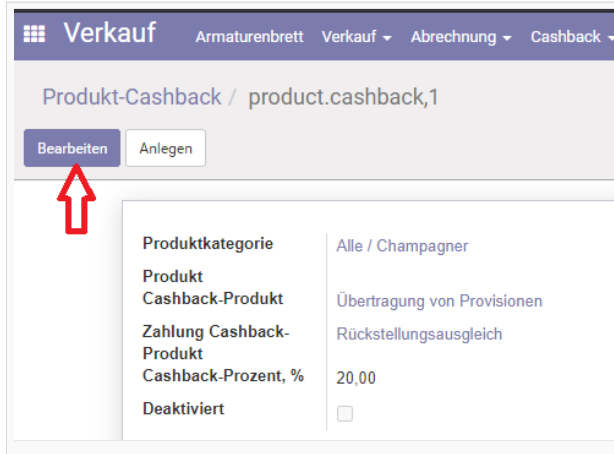 Verkauf Armaturenbrett Verkauf Abrechnung Cashback
Produkt-Cashback / product.cashback,1
Bearbeiten Anlegen
Produktkategorie Alle / Champagner
Produkt
Cashback-Produkt Übertragung von Provisionen
Zahlung Cashback- Rückstellungsausgleich
Produkt
Cashback-Prozent, % 20,00
Deaktiviert